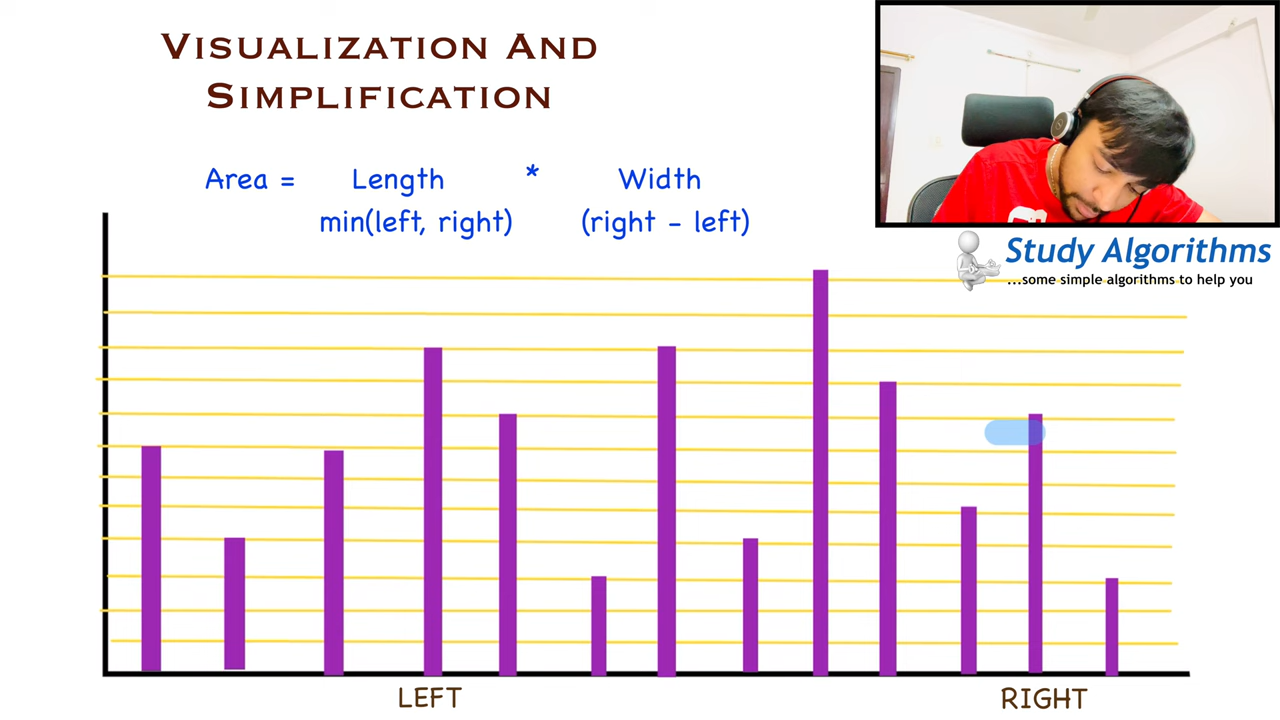 Visualization And
Simplification
Area = Length * Width
min(left, right) (right - left)
Study Algorithms
...some simple algorithms to help you
LEFT RIGHT